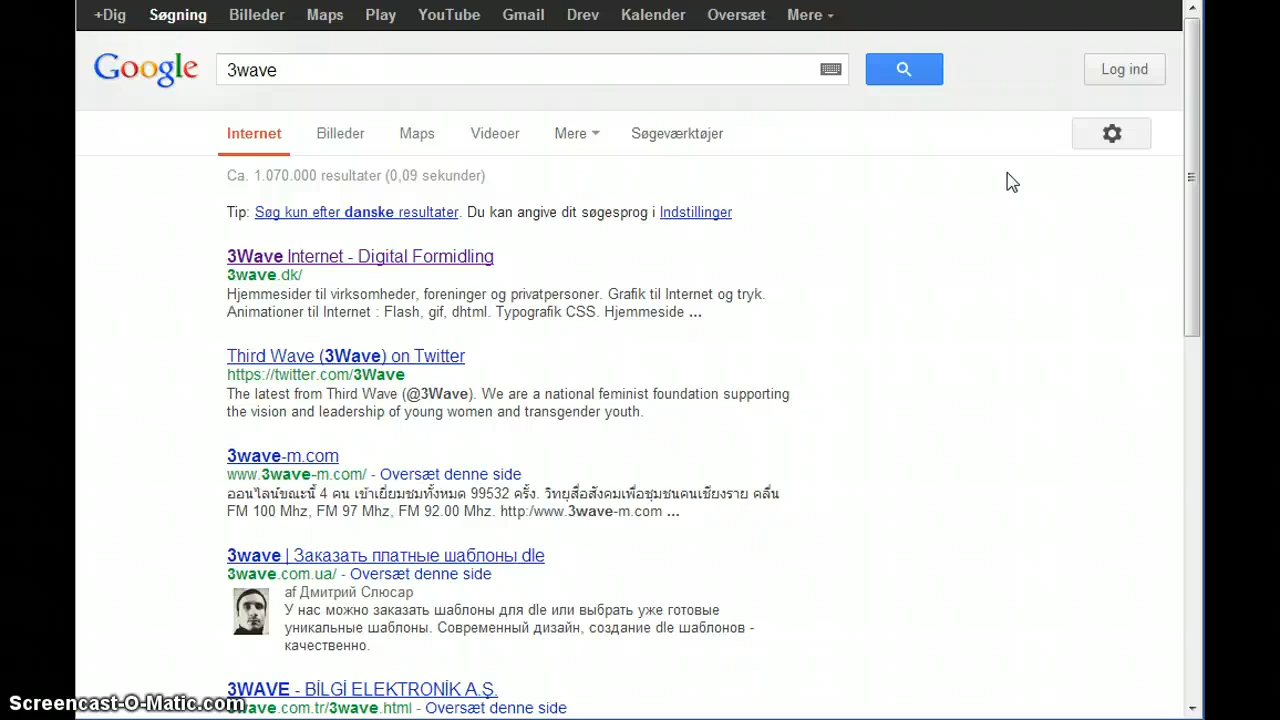 +Dig Søgning Billeder Maps Play YouTube Gmail Drev Kalender Oversæt Mere
Google 3wave Log ind
Internet Billeder Maps Videoer Mere Søgeværktøjer
Ca. 1.070.000 resultater (0,09 sekunder)
Tip: Søg kun efter danske resultater. Du kan angive dit søgesprog i Indstillinger
3Wave Internet - Digital Formidling
3wave.dk/
Hjemmesider til virksomheder, foreninger og privatpersoner. Grafik til Internet og tryk.
Animationer til Internet : Flash, gif, dhtml. Typografik CSS. Hjemmeside ...
Third Wave (3Wave) on Twitter
https://twitter.com/3Wave
The latest from Third Wave (@3Wave). We are a national feminist foundation supporting
the vision and leadership of young women and transgender youth.
3wave-m.com
www.3wave-m.com/ - Oversæt denne side
ออนไลน์ขณะนี้ 4 คน เข้าเยี่ยมชมทั้งหมด 99532 ครั้ง. วิทยุสื่อสังคมเพื่อชุมชนคนเชียงราย คลื่น
FM 100 Mhz, FM 97 Mhz, FM 92.00 Mhz. http:/www.3wave-m.com ...
3wave | Заказать платные шаблоны dle
3wave.com.ua/ - Oversæt denne side
af Дмитрий Слюсар
У нас можно заказать шаблоны для dle или выбрать уже готовые
уникальные шаблоны. Современный дизайн, создание dle шаблонов -
качественно.
3WAVE - BİLGİ ELEKTRONİK A.Ş.
3wave.com.tr/3wave.html - Oversæt denne side
Screencast-O-Matic.com